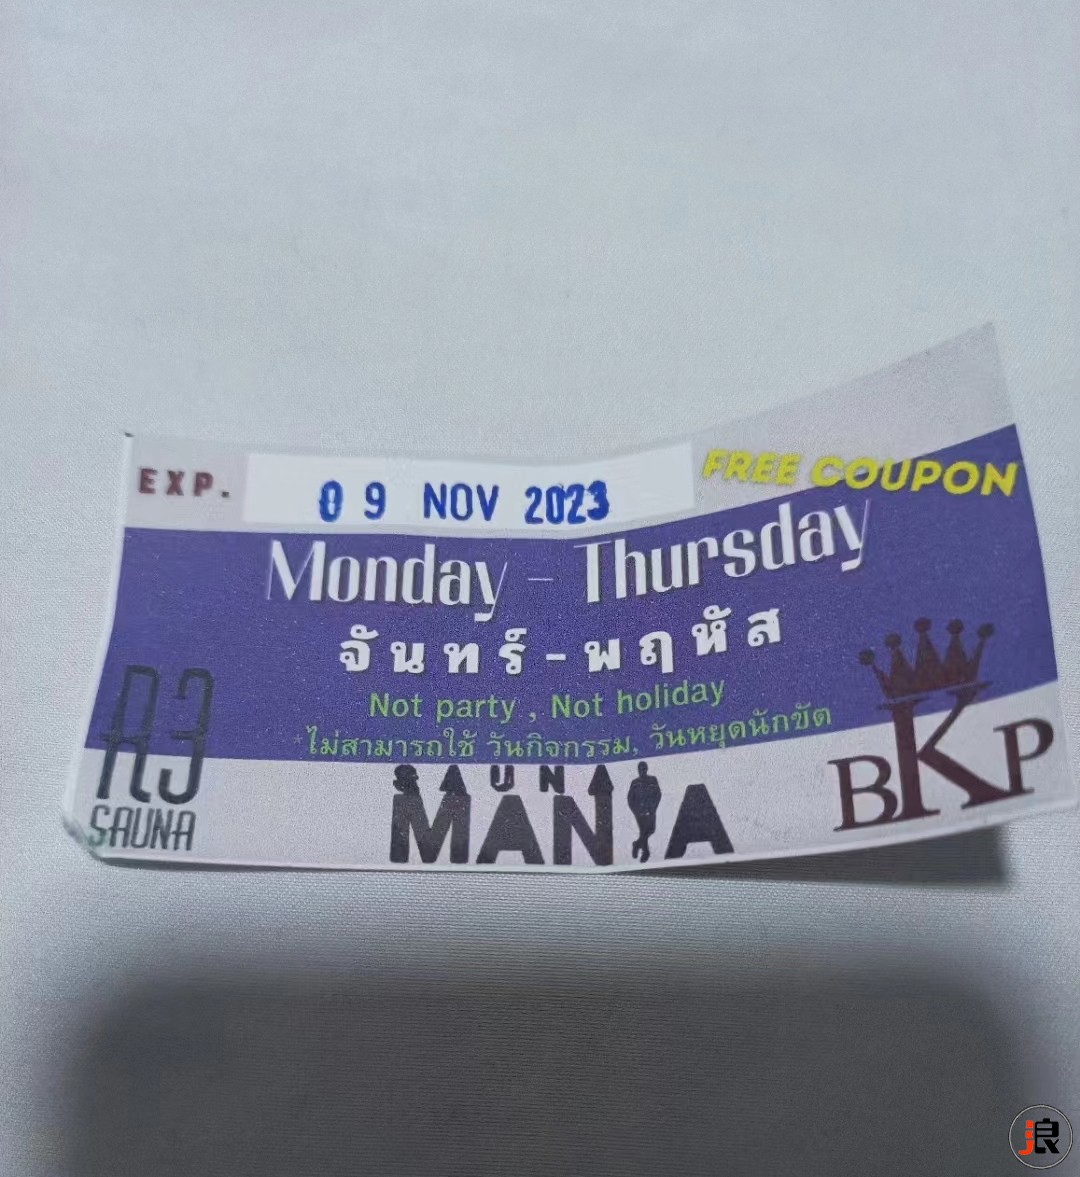 EXP. 09 NOV 2023 FREE COUPON
Monday - Thursday
จันทร์-พฤหัส
Not party , Not holiday
*ไม่สามารถใช้ วันกิจกรรม, วันหยุดนักขัต
R3
SAUNA
SAUNA
MANIA
BKP
浪